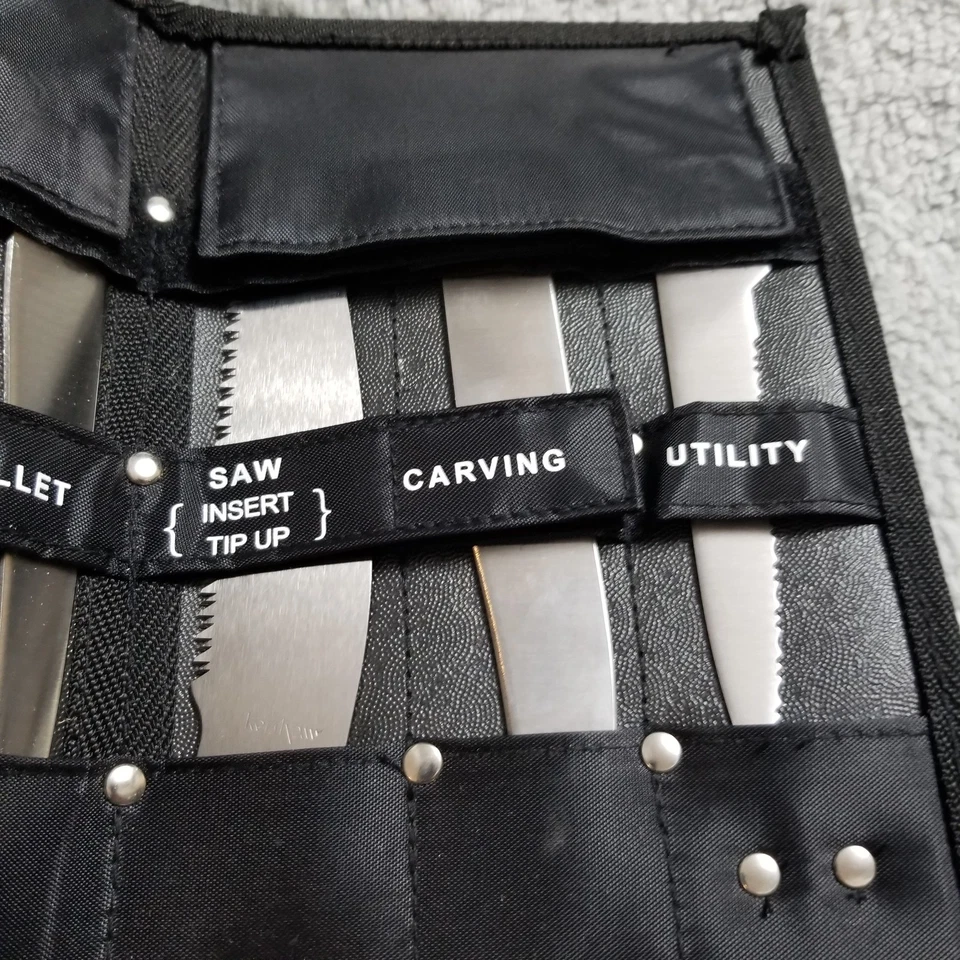 LLET
SAW
{ INSERT
TIP UP }
CARVING
UTILITY